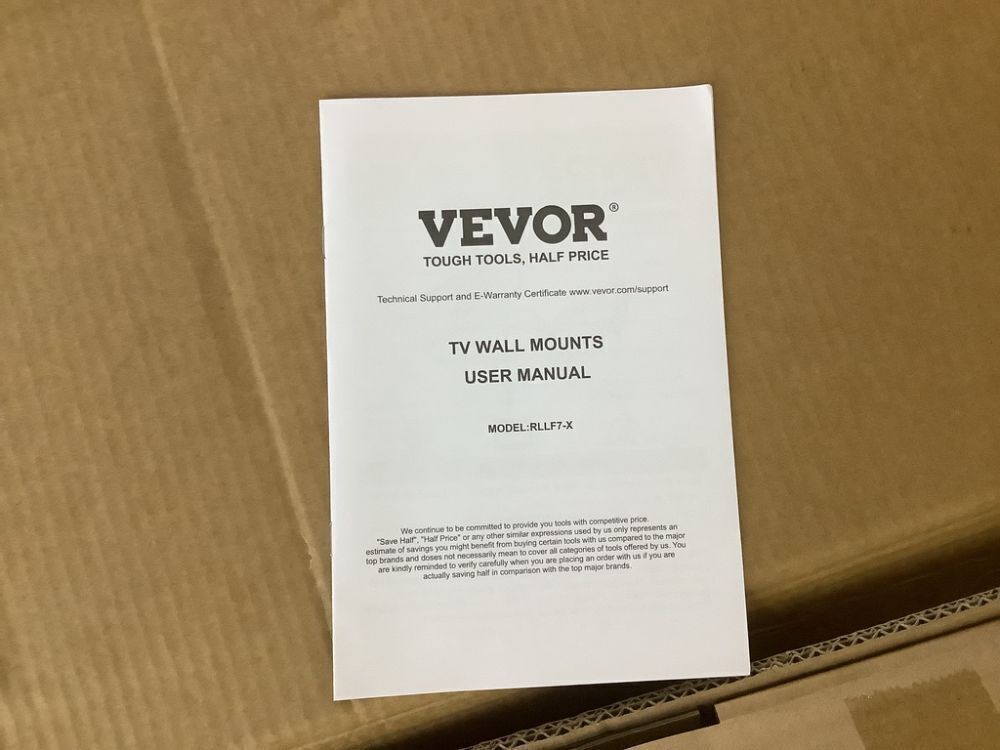 VEVOR®
TOUGH TOOLS, HALF PRICE
Technical Support and E-Warranty Certificate www.vevor.com/support
TV WALL MOUNTS
USER MANUAL
MODEL:RLLF7-X
We continue to be committed to provide you tools with competitive price.
"Save Half", "Half Price" or any other similar expressions used by us only represents an
estimate of savings you might benefit from buying certain tools with us compared to the major
top brands and doses not necessarily mean to cover all categories of tools offered by us. You
are kindly reminded to verify carefully when you are placing an order with us if you are
actually saving half in comparison with the top major brands.